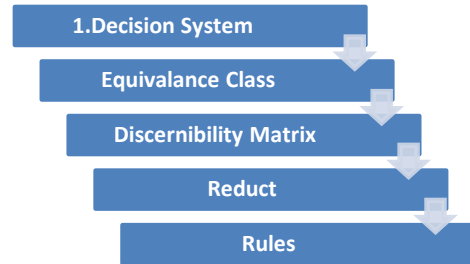 1.Decision System
Equivalance Class
Discernibility Matrix
Reduct
Rules